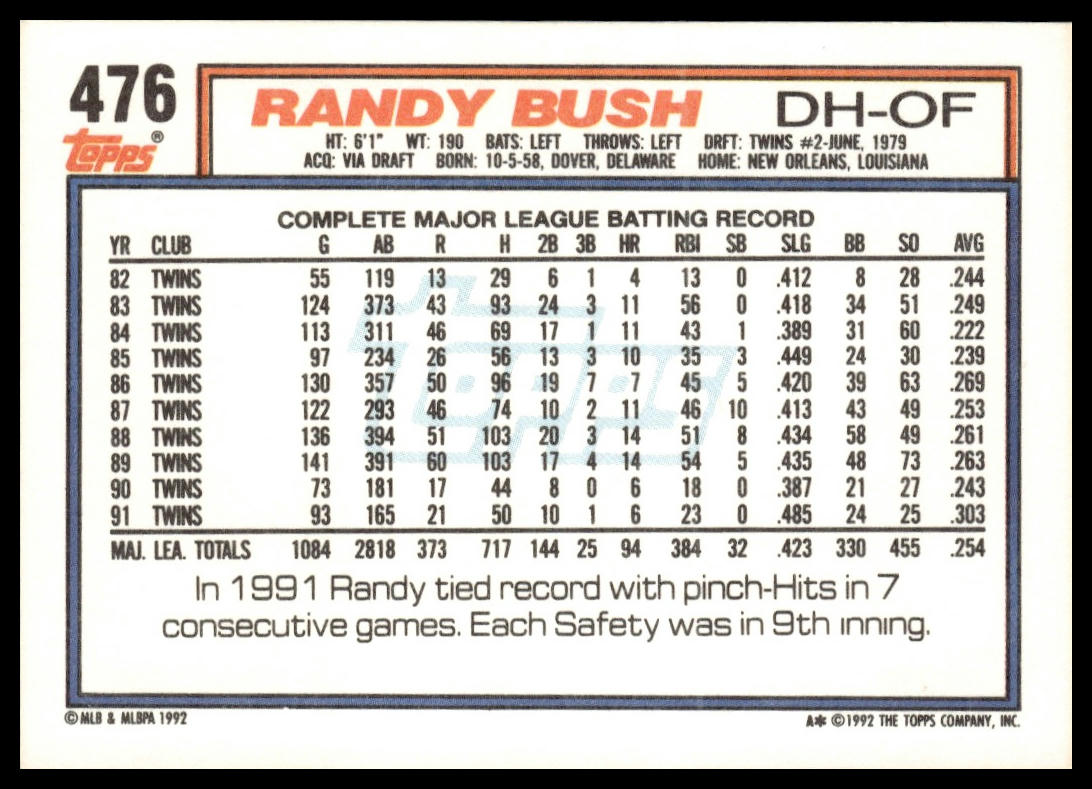 476 RANDY BUSH DH-OF
topps®
HT: 6'1" WT: 190 BATS: LEFT THROWS: LEFT DRFT: TWINS #2-JUNE, 1979
ACQ: VIA DRAFT BORN: 10-5-58, DOVER, DELAWARE HOME: NEW ORLEANS, LOUISIANA
COMPLETE MAJOR LEAGUE BATTING RECORD
YR CLUB G AB R H 2B 3B HR RBI SB SLG BB SO AVG
82 TWINS 55 119 13 29 6 1 4 13 0 .412 8 28 .244
83 TWINS 124 373 43 93 24 3 11 56 0 .418 34 51 .249
84 TWINS 113 311 46 69 17 1 11 43 1 .389 31 60 .222
85 TWINS 97 234 26 56 13 3 10 35 3 .449 24 30 .239
86 TWINS 130 357 50 96 19 7 7 45 5 .420 39 63 .269
87 TWINS 122 293 46 74 10 2 11 46 10 .413 43 49 .253
88 TWINS 136 394 51 103 20 3 14 51 8 .434 58 49 .261
89 TWINS 141 391 60 103 17 4 14 54 5 .435 48 73 .263
90 TWINS 73 181 17 44 8 0 6 18 0 .387 21 27 .243
91 TWINS 93 165 21 50 10 1 6 23 0 .485 24 25 .303
MAJ. LEA. TOTALS 1084 2818 373 717 144 25 94 384 32 .423 330 455 .254
topps
In 1991 Randy tied record with pinch-Hits in 7
consecutive games. Each Safety was in 9th inning.
© MLB & MLBPA 1992
A* © 1992 THE TOPPS COMPANY, INC.